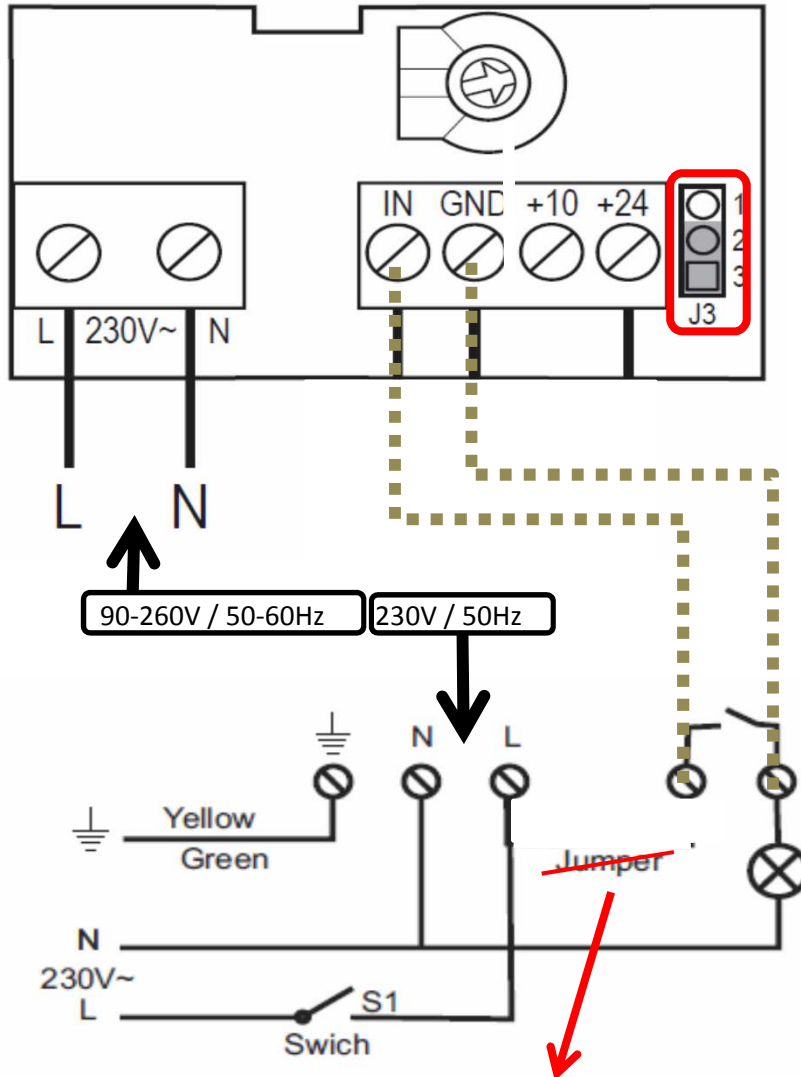 IN GND +10 +24
1
2
3
J3
L 230V~ N
L N
90-260V / 50-60Hz
230V / 50Hz
N L
Yellow
Green
Jumper
N
230V~
L
S1
Swich